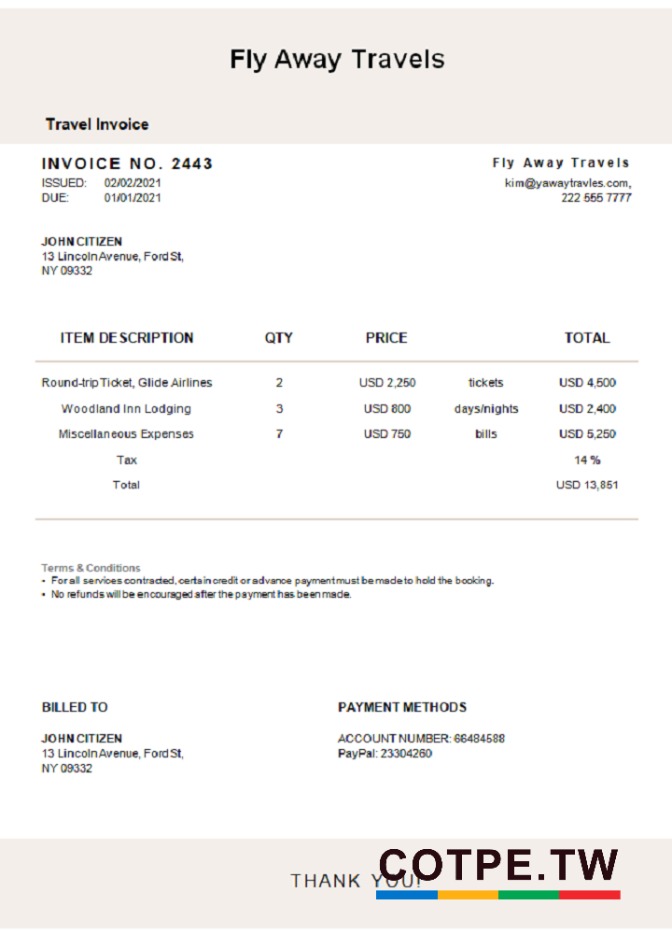 Fly Away Travels
Travel Invoice
INVOICE NO. 2443
ISSUED: 02/02/2021
DUE: 01/01/2021
Fly Away Travels
kim@yawaytravles.com,
222 555 7777
JOHN CITIZEN
13 Lincoln Avenue, Ford St,
NY 09332
ITEM DESCRIPTION QTY PRICE TOTAL
Round-trip Ticket, Glide Airlines 2 USD 2,250 tickets USD 4,500
Woodland Inn Lodging 3 USD 800 days/nights USD 2,400
Miscellaneous Expenses 7 USD 750 bills USD 5,250
Tax 14 %
Total USD 13,851
Terms & Conditions
• For all services contracted, certain credit or advance payment must be made to hold the booking.
• No refunds will be encouraged after the payment has been made.
BILLED TO
JOHN CITIZEN
13 Lincoln Avenue, Ford St,
NY 09332
PAYMENT METHODS
ACCOUNT NUMBER: 66484588
PayPal: 23304260
THANK YOU!
COTPE.TW